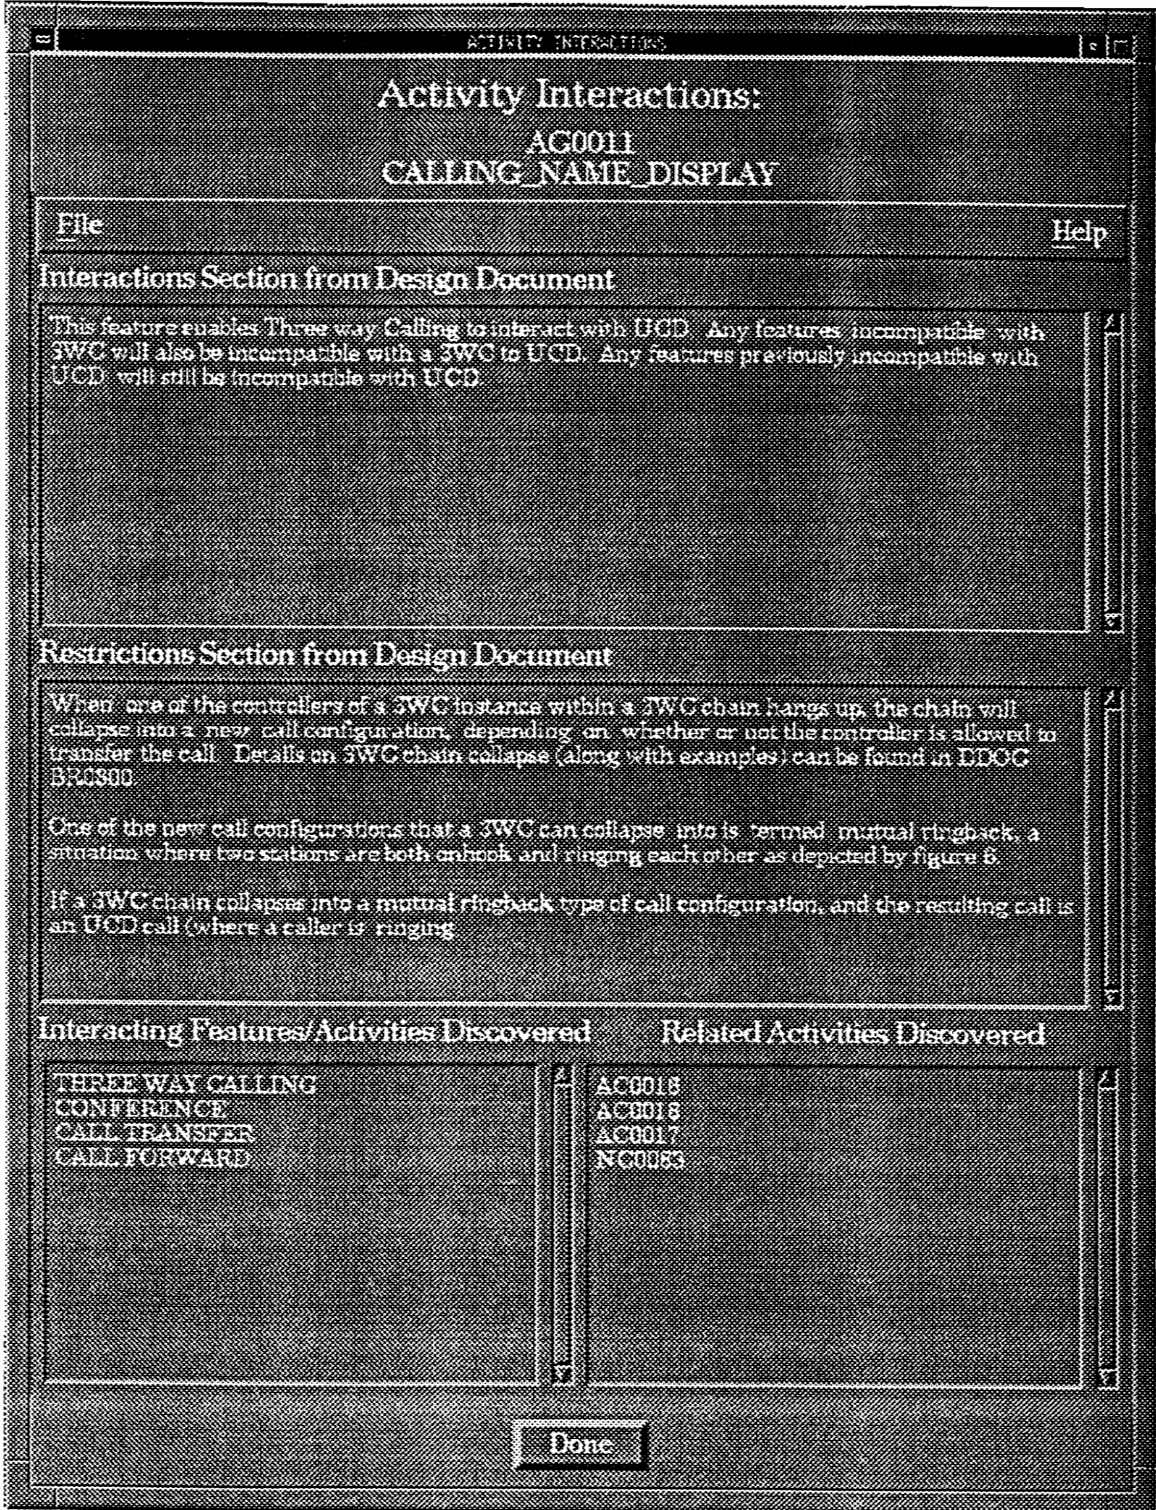 ACTIVITY INTERACTIONS
Activity Interactions:
AG0011
CALLING_NAME_DISPLAY
File
Help
Interactions Section from Design Document
This feature enables Three way Calling to interact with UCD. Any features incompatible with
3WC will also be incompatible with a 3WC to UCD. Any features previously incompatible with
UCD will still be incompatible with UCD.
Restrictions Section from Design Document
When one of the controllers of a 3WC instance within a 3WC chain hangs up, the chain will
collapse into a new call configuration, depending on whether or not the controller is allowed to
transfer the call. Details on 3WC chain collapse (along with examples) can be found in DDOC
BR0800
One of the new call configurations that a 3WC can collapse into is termed mutual ringback, a
situation where two stations are both onhook and ringing each other as depicted by figure 6.
If a 3WC chain collapses into a mutual ringback type of call configuration, and the resulting call is
an UCD call (where a caller is ringing
Interacting Features/Activities Discovered
Related Activities Discovered
THREE WAY CALLING
CONFERENCE
CALL TRANSFER
CALL FORWARD
AC0016
AC0018
AC0017
NC0083
Done